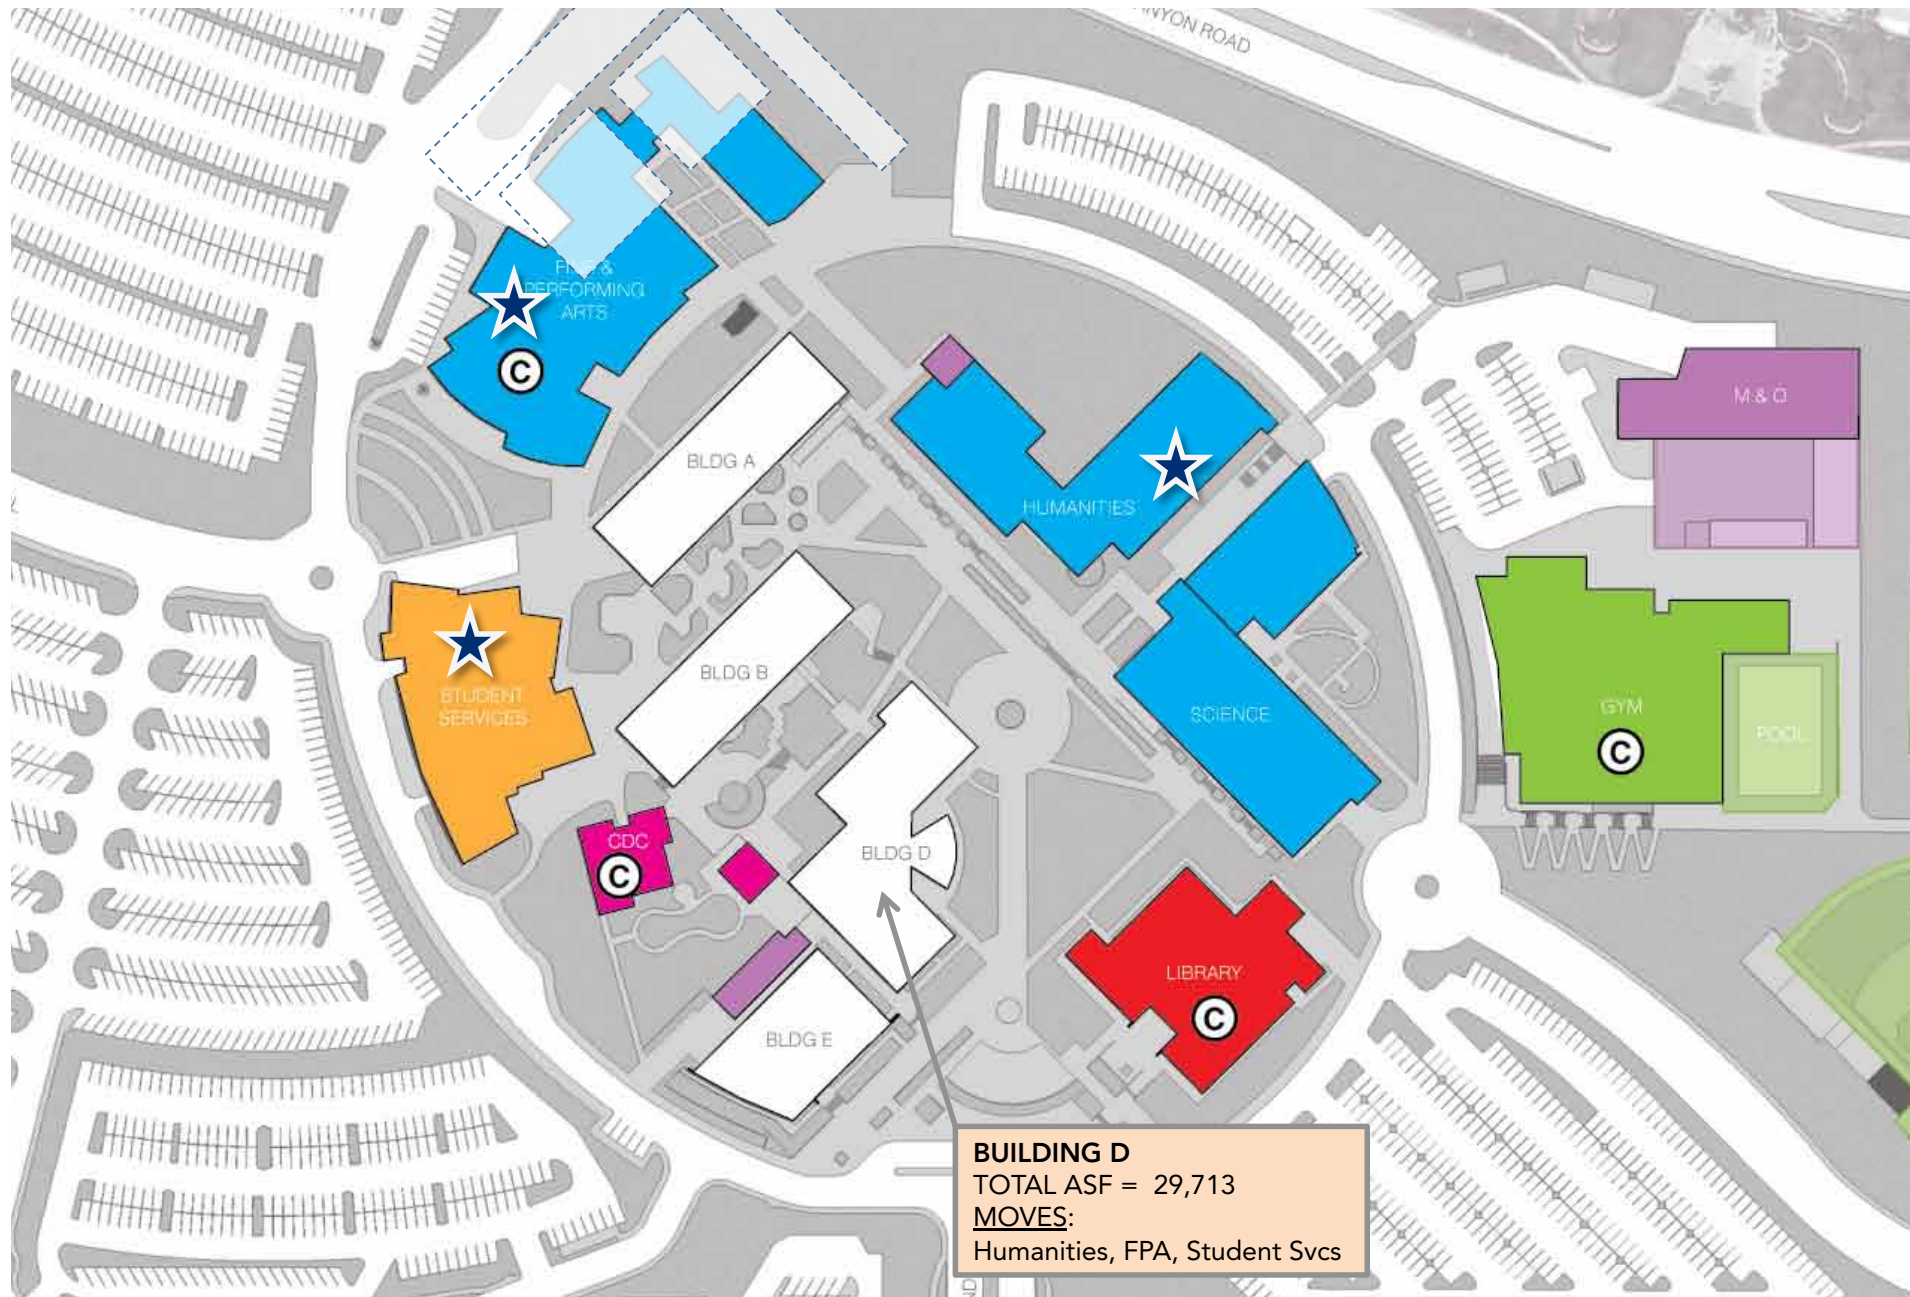 NYON ROAD
FINE &
PERFORMING
ARTS
C
BLDG A
M & O
HUMANITIES
BLDG B
STUDENT
SERVICES
SCIENCE
GYM
C
POOL
CDC
C
BLDG D
LIBRARY
C
BLDG E
BUILDING D
TOTAL ASF = 29,713
MOVES:
Humanities, FPA, Student Svcs